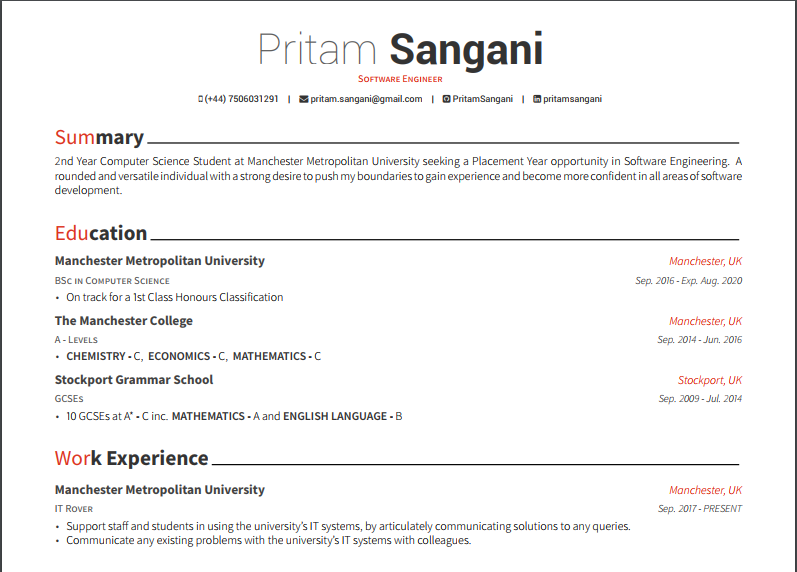 Pritam Sangani
Software Engineer
(+44) 7506031291 | pritam.sangani@gmail.com | PritamSangani | pritamsangani
Summary
2nd Year Computer Science Student at Manchester Metropolitan University seeking a Placement Year opportunity in Software Engineering. A
rounded and versatile individual with a strong desire to push my boundaries to gain experience and become more confident in all areas of software
development.
Education
Manchester Metropolitan University Manchester, UK
BSc in Computer Science Sep. 2016 - Exp. Aug. 2020
• On track for a 1st Class Honours Classification
The Manchester College Manchester, UK
A - Levels Sep. 2014 - Jun. 2016
• CHEMISTRY - C, ECONOMICS - C, MATHEMATICS - C
Stockport Grammar School Stockport, UK
GCSEs Sep. 2009 - Jul. 2014
• 10 GCSEs at A* - C inc. MATHEMATICS - A and ENGLISH LANGUAGE - B
Work Experience
Manchester Metropolitan University Manchester, UK
IT Rover Sep. 2017 - PRESENT
• Support staff and students in using the university's IT systems, by articulately communicating solutions to any queries.
• Communicate any existing problems with the university's IT systems with colleagues.